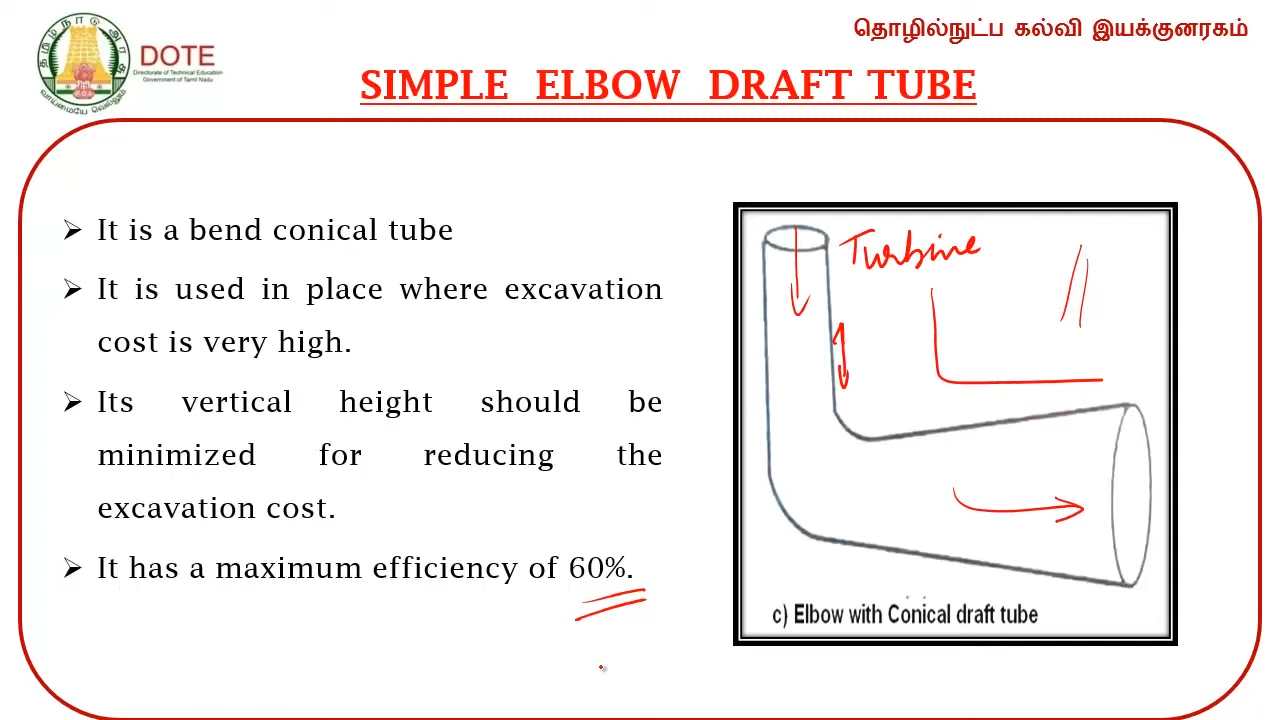 தொழில்நுட்ப கல்வி இயக்குனரகம்
DOTE
Directorate of Technical Education
Government of Tamil Nadu
SIMPLE ELBOW DRAFT TUBE
It is a bend conical tube
It is used in place where excavation
cost is very high.
Its vertical height should be
minimized for reducing the
excavation cost.
It has a maximum efficiency of 60%.
Turbine
c) Elbow with Conical draft tube